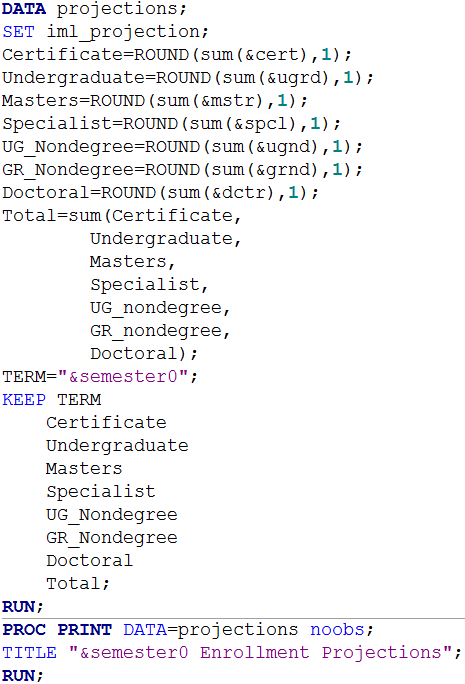 DATA projections;
SET iml_projection;
Certificate=ROUND(sum(&cert),1);
Undergraduate=ROUND(sum(&ugrd),1);
Masters=ROUND(sum(&mstr),1);
Specialist=ROUND(sum(&spcl),1);
UG_Nondegree=ROUND(sum(&ugnd),1);
GR_Nondegree=ROUND(sum(&grnd),1);
Doctoral=ROUND(sum(&dctr),1);
Total=sum(Certificate,
        Undergraduate,
        Masters,
        Specialist,
        UG_nondegree,
        GR_nondegree,
        Doctoral);
TERM="&semester0";
KEEP TERM
    Certificate
    Undergraduate
    Masters
    Specialist
    UG_Nondegree
    GR_Nondegree
    Doctoral
    Total;
RUN;
PROC PRINT DATA=projections noobs;
TITLE "&semester0 Enrollment Projections";
RUN;